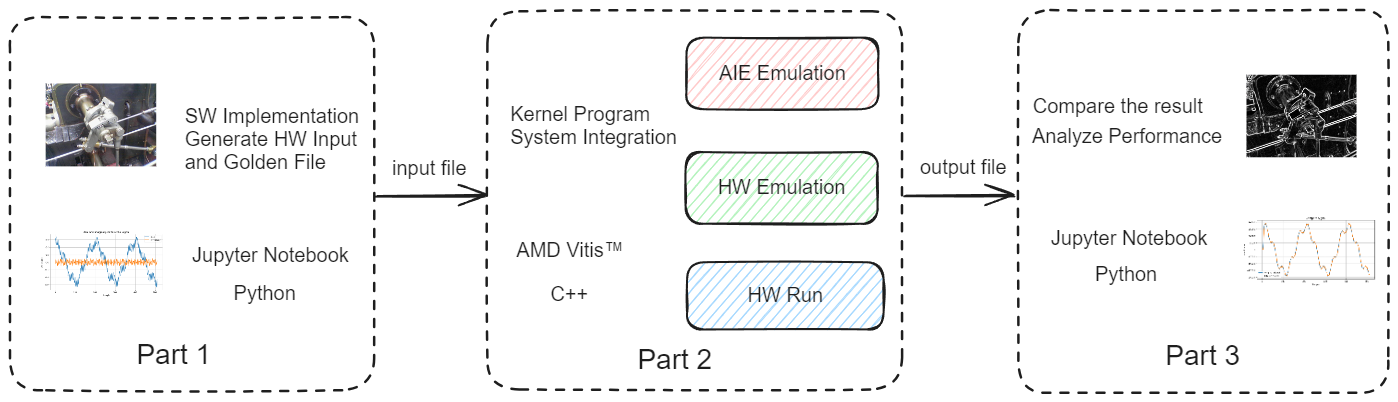 SW Implementation
Generate HW Input
and Golden File
Jupyter Notebook
Python
Part 1
input file
Kernel Program
System Integration
AMD Vitis™
C++
AIE Emulation
HW Emulation
HW Run
Part 2
output file
Compare the result
Analyze Performance
Jupyter Notebook
Python
Part 3